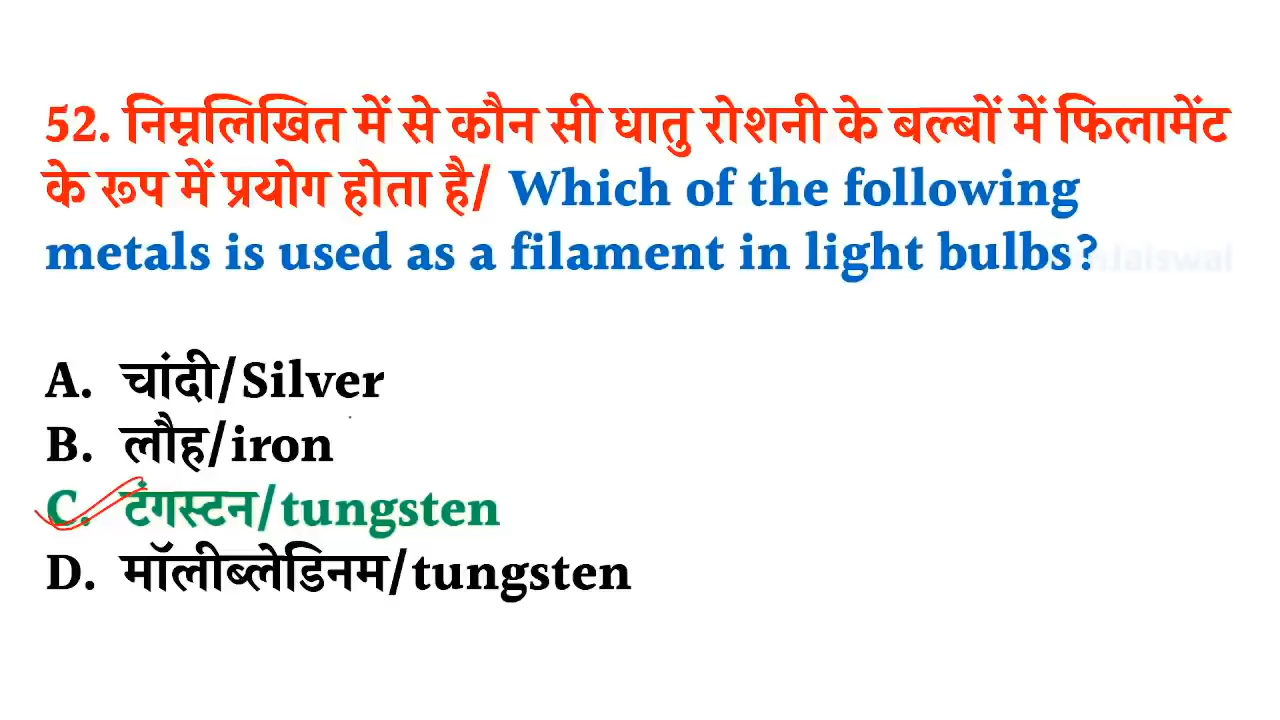 52. निम्नलिखित में से कौन सी धातु रोशनी के बल्बों में फिलामेंट
के रूप में प्रयोग होता है/ Which of the following
metals is used as a filament in light bulbs?
A. चांदी/Silver
B. लौह/iron
C. टंगस्टन/tungsten
D. मॉलीब्लेडिनम/tungsten